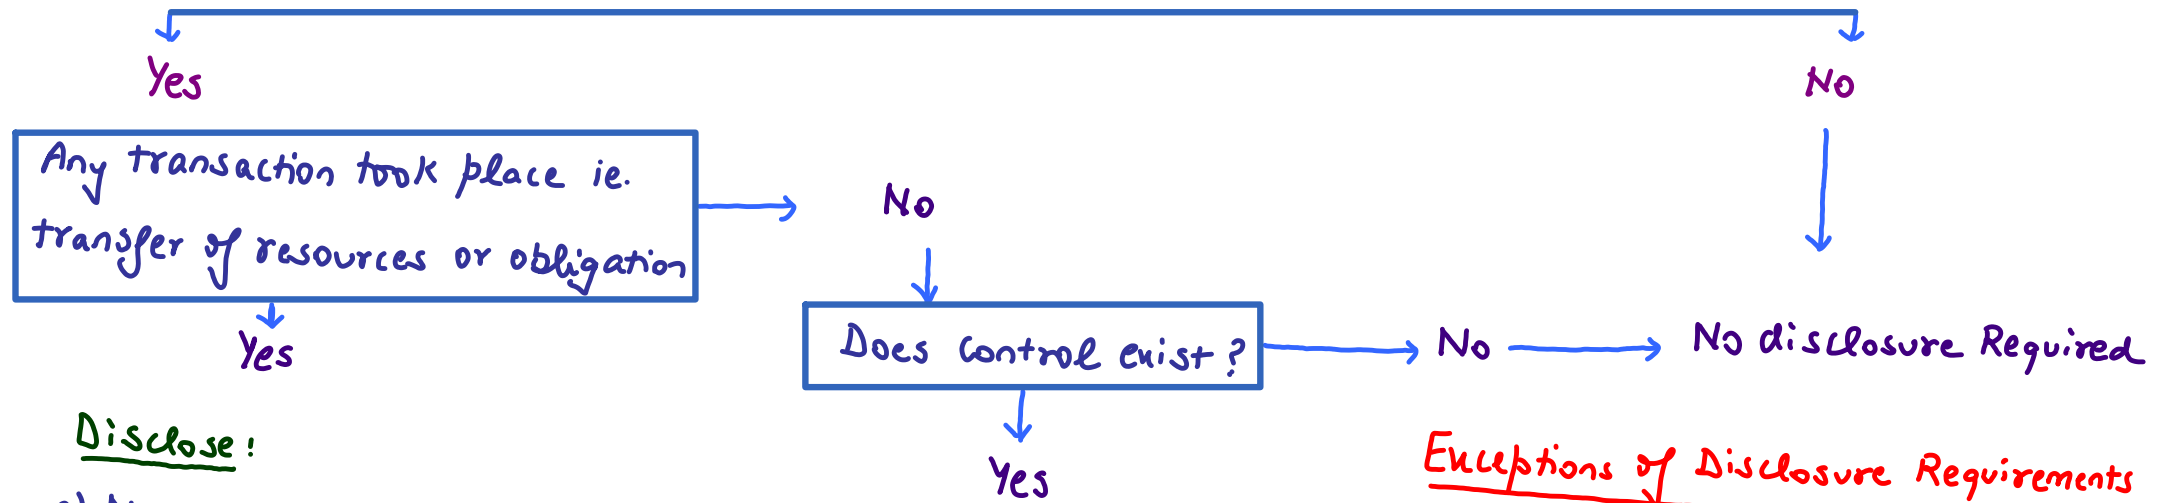 Yes
No
Any transaction took place ie.
transfer of resources or obligation
No
Yes
Does control exist?
No
No disclosure Required
Disclose:
Yes
Exceptions of Disclosure Requirements